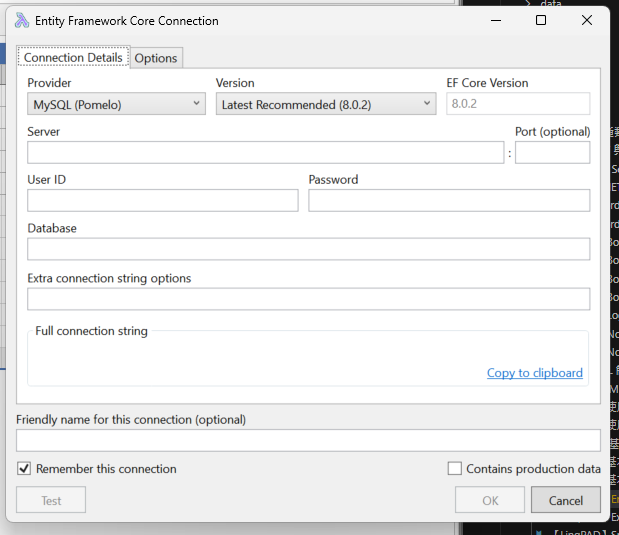 data
Entity Framework Core Connection
Connection Details
Options
Provider
Version
EF Core Version
MySQL (Pomelo)
Latest Recommended (8.0.2)
8.0.2
Server
Port (optional)
:
User ID
Password
Database
Extra connection string options
Full connection string
Copy to clipboard
Friendly name for this connection (optional)
Remember this connection
Contains production data
Test
OK
Cancel